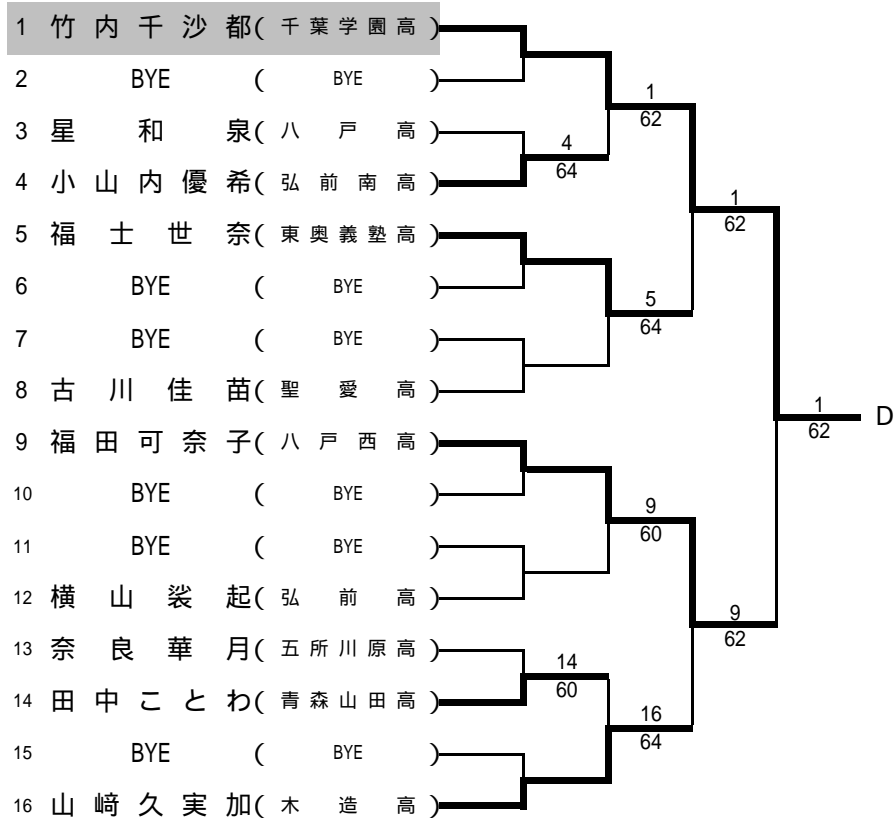 1 竹内千沙都(千葉学園高)
2 BYE (BYE)
3 星和泉(八戸高)
4 小山内優希(弘前南高)
5 福士世奈(東奥義塾高)
6 BYE (BYE)
7 BYE (BYE)
8 古川佳苗(聖愛高)
9 福田可奈子(八戸西高)
10 BYE (BYE)
11 BYE (BYE)
12 横山裟起(弘前高)
13 奈良華月(五所川原高)
14 田中ことわ(青森山田高)
15 BYE (BYE)
16 山﨑久実加(木造高)
4
64
14
60
1
62
5
64
9
60
16
64
1
62
9
62
1
62
D